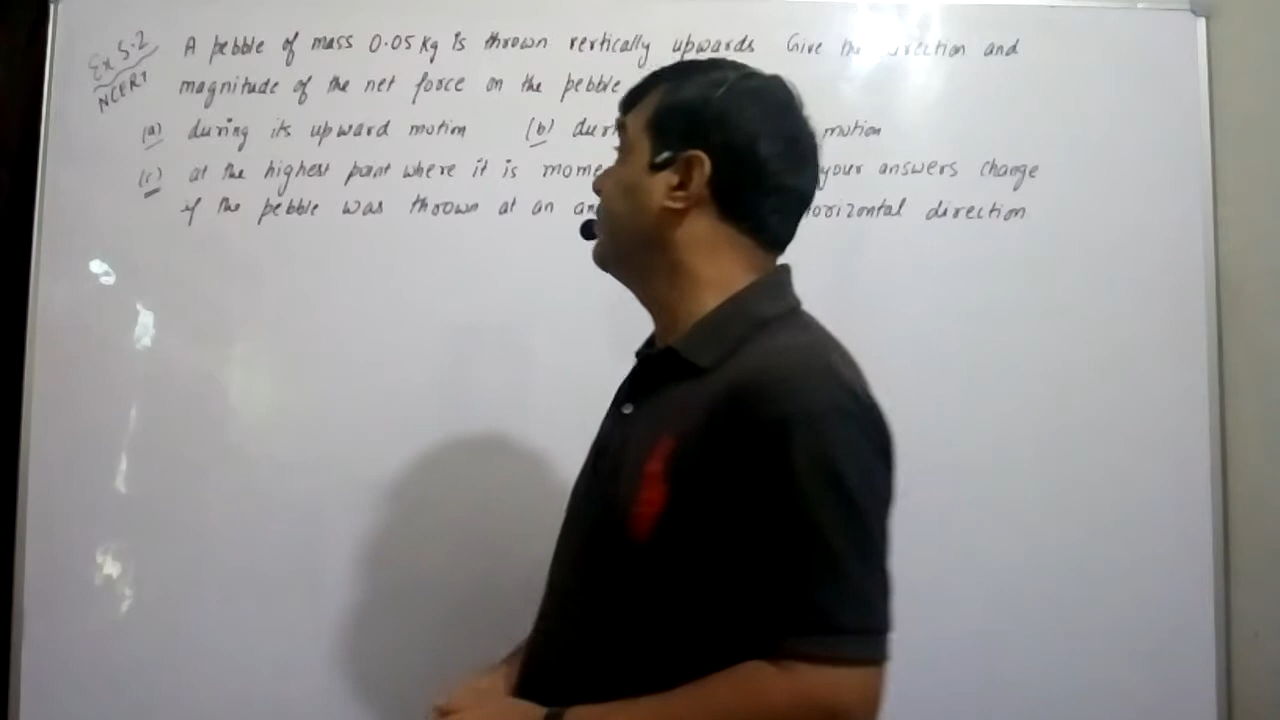 Ex 5.2
NCERT
A pebble of mass 0.05 Kg is thrown vertically upwards Give the direction and
magnitude of the net force on the pebble
(a) during its upward motion (b) motion
(c) at the highest point where it is your answers change
if the pebble was thrown at an horizontal direction